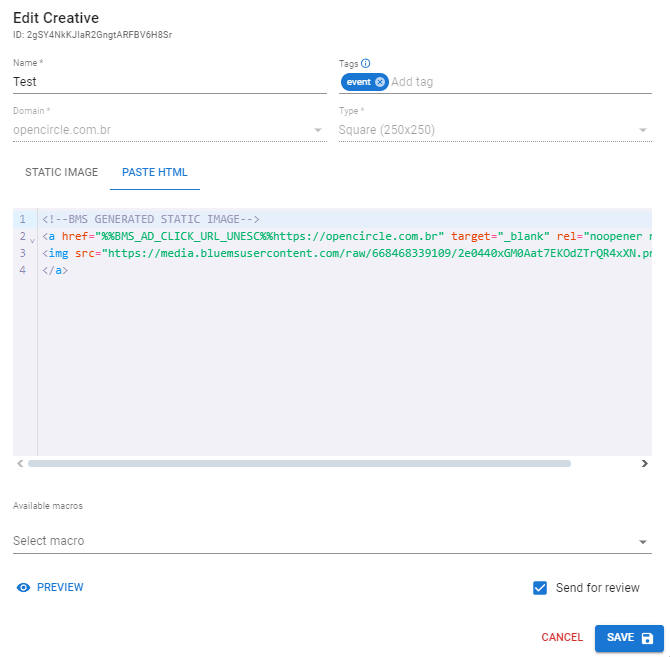 Edit Creative
ID: 2gSY4NkKJIaR2GngtARFBV6H8Sr
Name *
Tags
Test
event
Add tag
Domain *
Type *
opencircle.com.br
Square (250x250)
STATIC IMAGE
PASTE HTML
1 <!--BMS GENERATED STATIC IMAGE-->
2 <a href="%%BMS_AD_CLICK_URL_UNESC%%https://opencircle.com.br" target="_blank" rel="noopener
3 <img src="https://media.bluemsusercontent.com/raw/668468339109/2e0440xGM0Aat7EKOdZTrQR4xXN.pn
4 </a>
Available macros
Select macro
PREVIEW
Send for review
CANCEL
SAVE